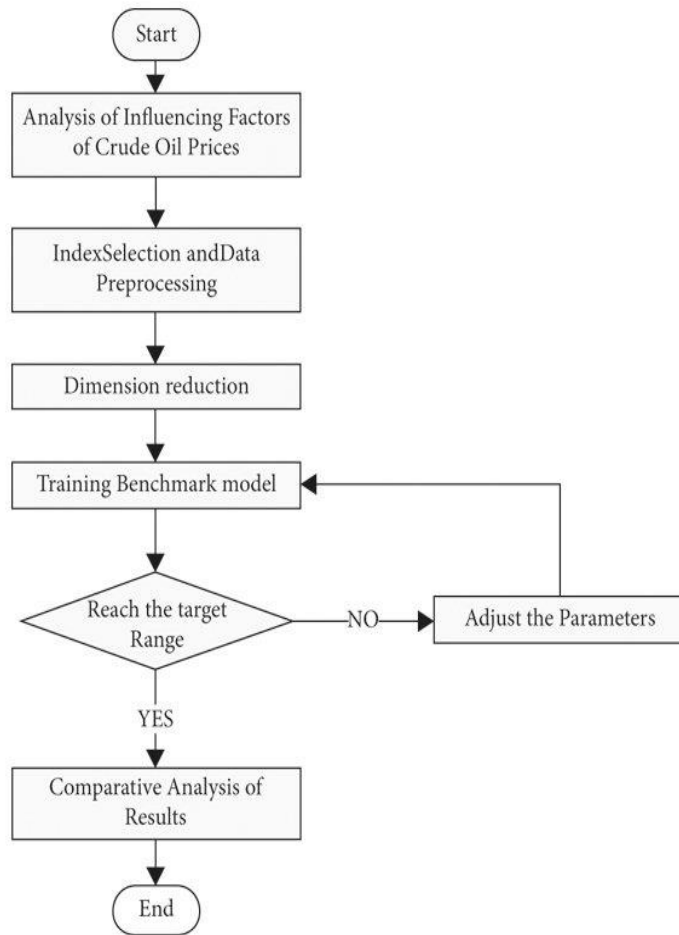 Start
Analysis of Influencing Factors
of Crude Oil Prices
IndexSelection andData
Preprocessing
Dimension reduction
Training Benchmark model
Reach the target
Range
NO
Adjust the Parameters
YES
Comparative Analysis of
Results
End